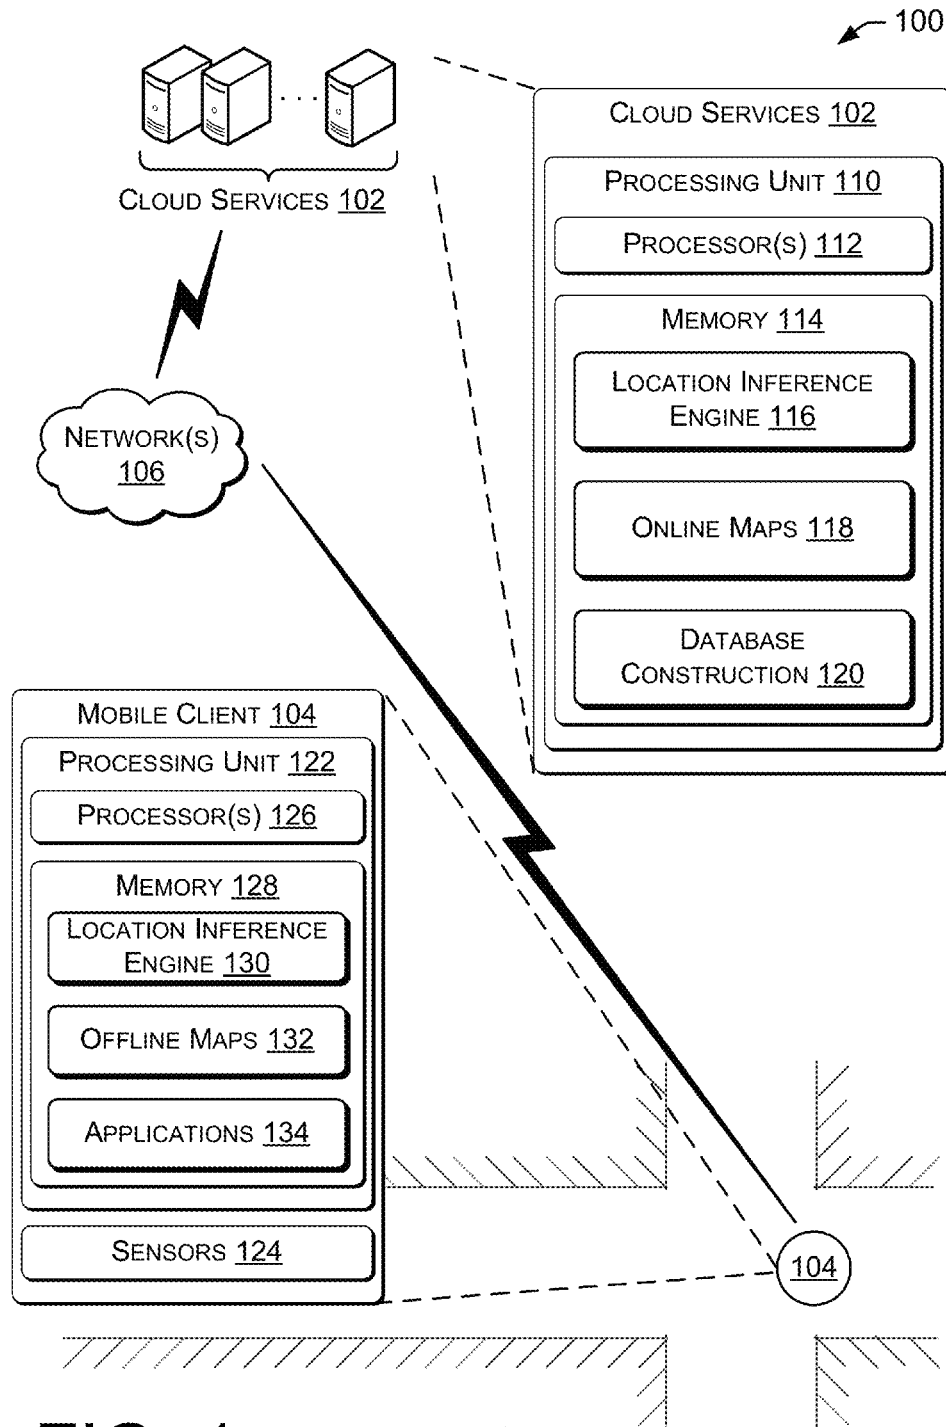 100
CLOUD SERVICES 102
NETWORK(S)
106
CLOUD SERVICES 102
PROCESSING UNIT 110
PROCESSOR(S) 112
MEMORY 114
LOCATION INFERENCE
ENGINE 116
ONLINE MAPS 118
DATABASE
CONSTRUCTION 120
MOBILE CLIENT 104
PROCESSING UNIT 122
PROCESSOR(S) 126
MEMORY 128
LOCATION INFERENCE
ENGINE 130
OFFLINE MAPS 132
APPLICATIONS 134
SENSORS 124
104